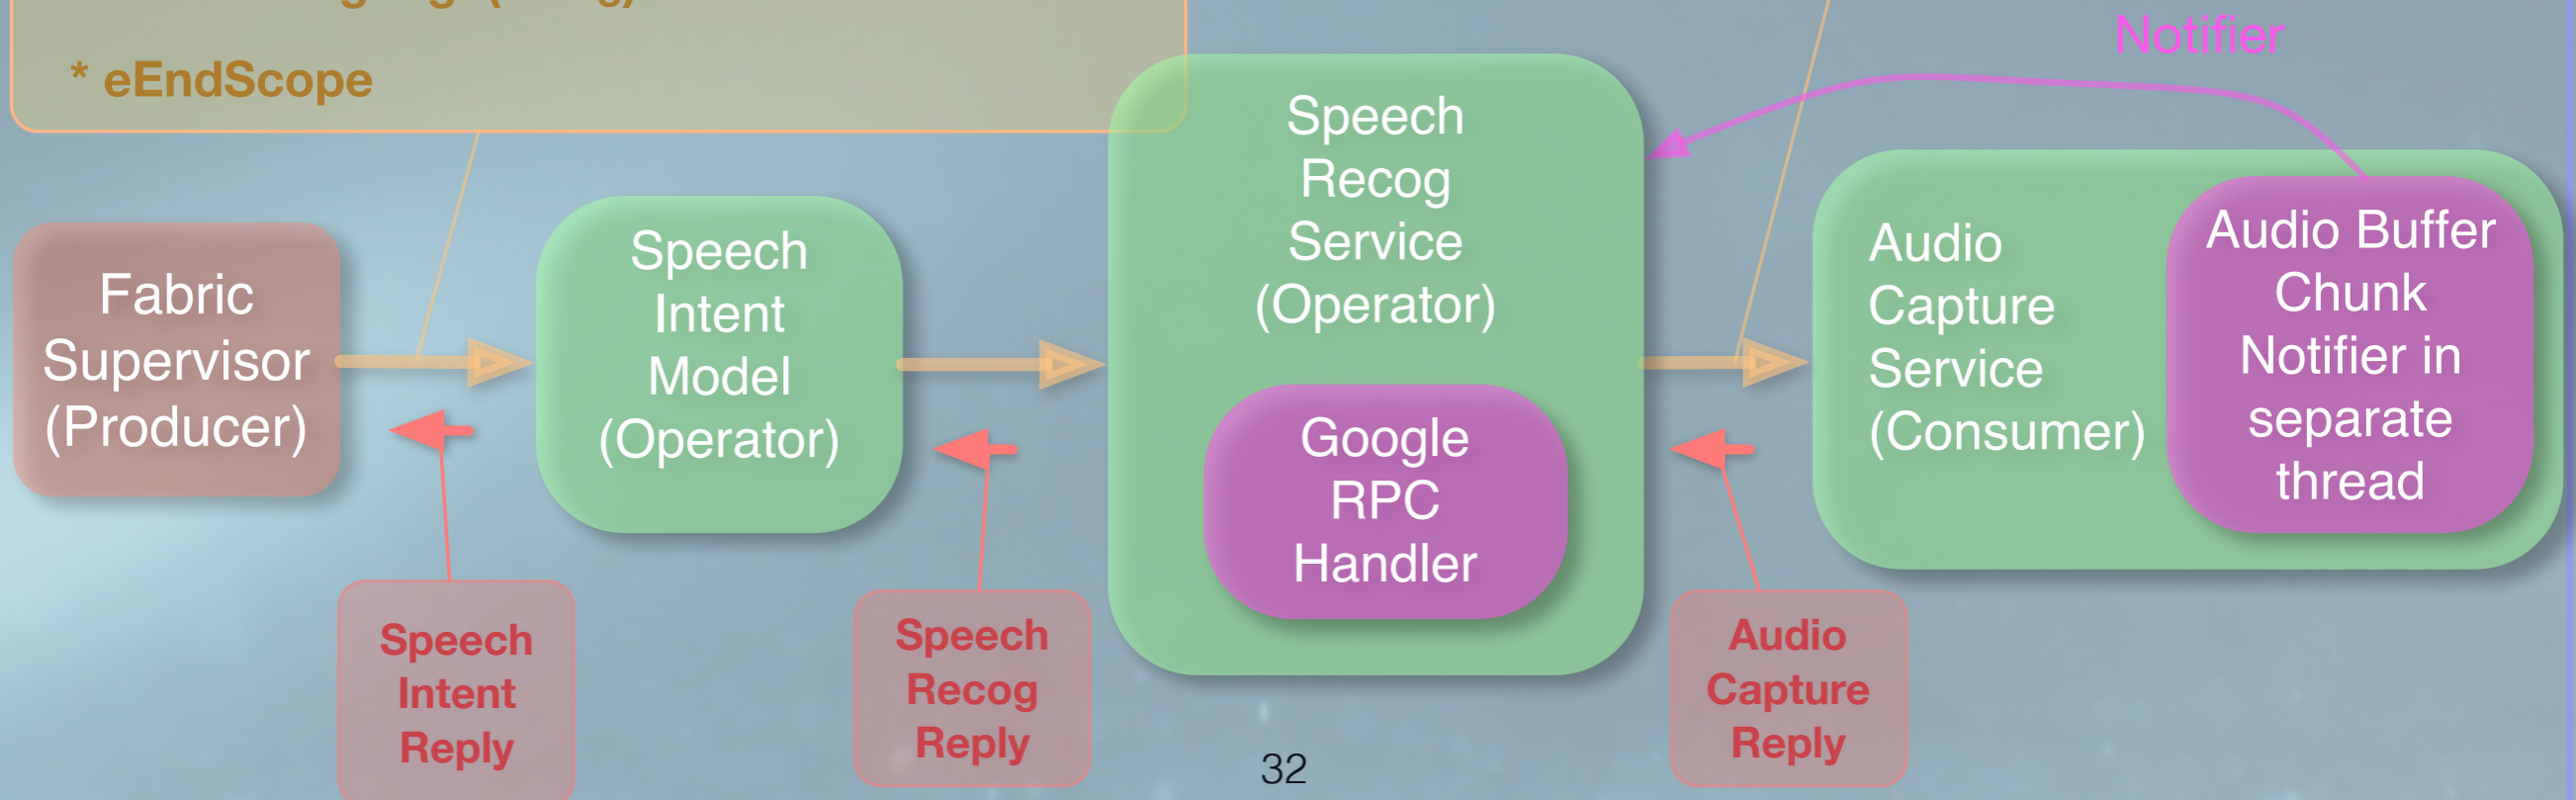 * eEndScope
Notifier
Fabric
Supervisor
(Producer)
Speech
Intent
Model
(Operator)
Speech
Recog
Service
(Operator)
Google
RPC
Handler
Audio
Capture
Service
(Consumer)
Audio Buffer
Chunk
Notifier in
separate
thread
Speech
Intent
Reply
Speech
Recog
Reply
Audio
Capture
Reply
32